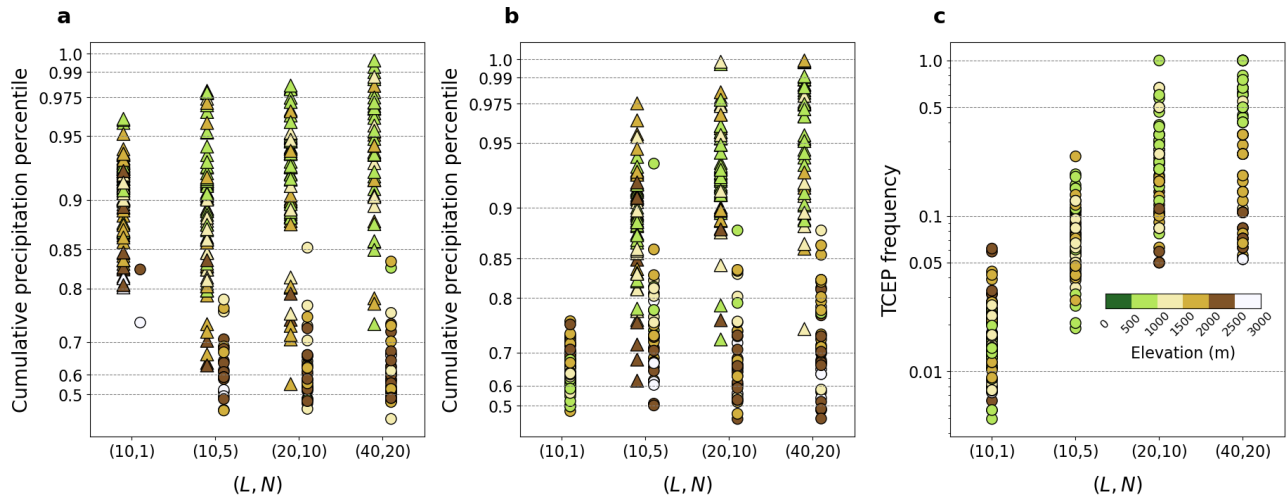 a
Cumulative precipitation percentile
1.0
0.99
0.975
0.95
0.9
0.85
0.8
0.7
0.6
0.5
(10,1) (10,5) (20,10) (40,20)
(L, N)
b
Cumulative precipitation percentile
1.0
0.99
0.975
0.95
0.9
0.85
0.8
0.7
0.6
0.5
(10,1) (10,5) (20,10) (40,20)
(L, N)
c
TCEP frequency
1.0
0.5
0.1
0.05
0.01
0 500 1000 1500 2000 2500 3000
Elevation (m)
(10,1) (10,5) (20,10) (40,20)
(L, N)